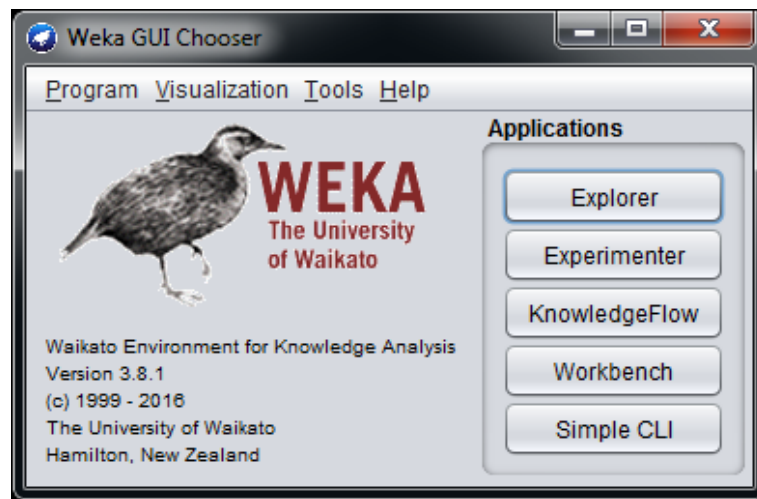 Weka GUI Chooser
Program Visualization Tools Help
WEKA
The University
of Waikato
Waikato Environment for Knowledge Analysis
Version 3.8.1
(c) 1999 - 2016
The University of Waikato
Hamilton, New Zealand
Applications
Explorer
Experimenter
KnowledgeFlow
Workbench
Simple CLI